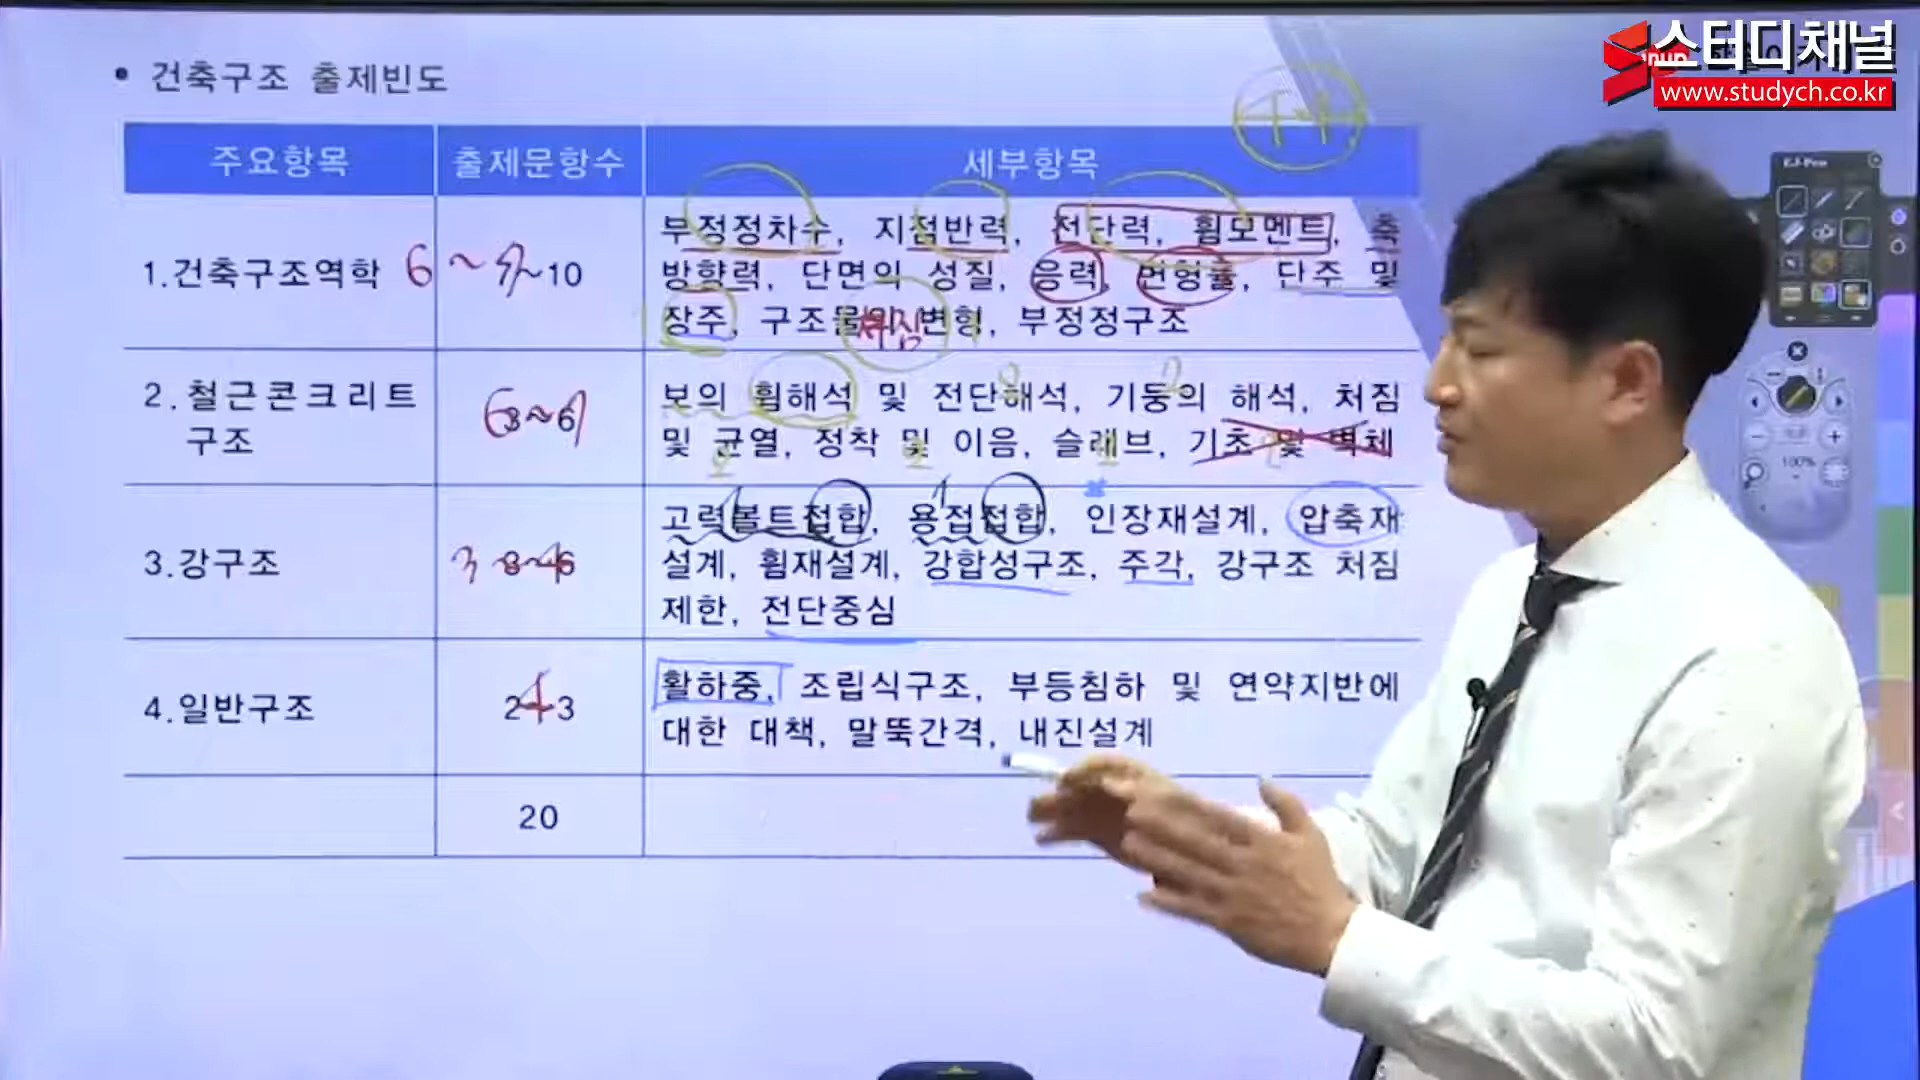 스터디채널
www.studych.co.kr
• 건축구조 출제빈도
주요항목 출제문항수 세부항목
1.건축구조역학 6 ~ ~10
부정정차수, 지점반력, 전단력, 휨모멘트, 축
방향력, 단면의 성질, 응력, 변형률, 단주 및
장주, 구조물의 변형, 부정정구조
처짐
2.철근콘크리트
구조
보의 휨해석 및 전단해석, 기둥의 해석, 처짐
및 균열, 정착 및 이음, 슬래브, 기초 및 벽체
3.강구조
고력볼트접합, 용접접합, 인장재설계, 압축재
설계, 휨재설계, 강합성구조, 주각, 강구조 처짐
제한, 전단중심
4.일반구조 2 4 3
활하중, 조립식구조, 부등침하 및 연약지반에
대한 대책, 말뚝간격, 내진설계
20
EJ-Pen
100%